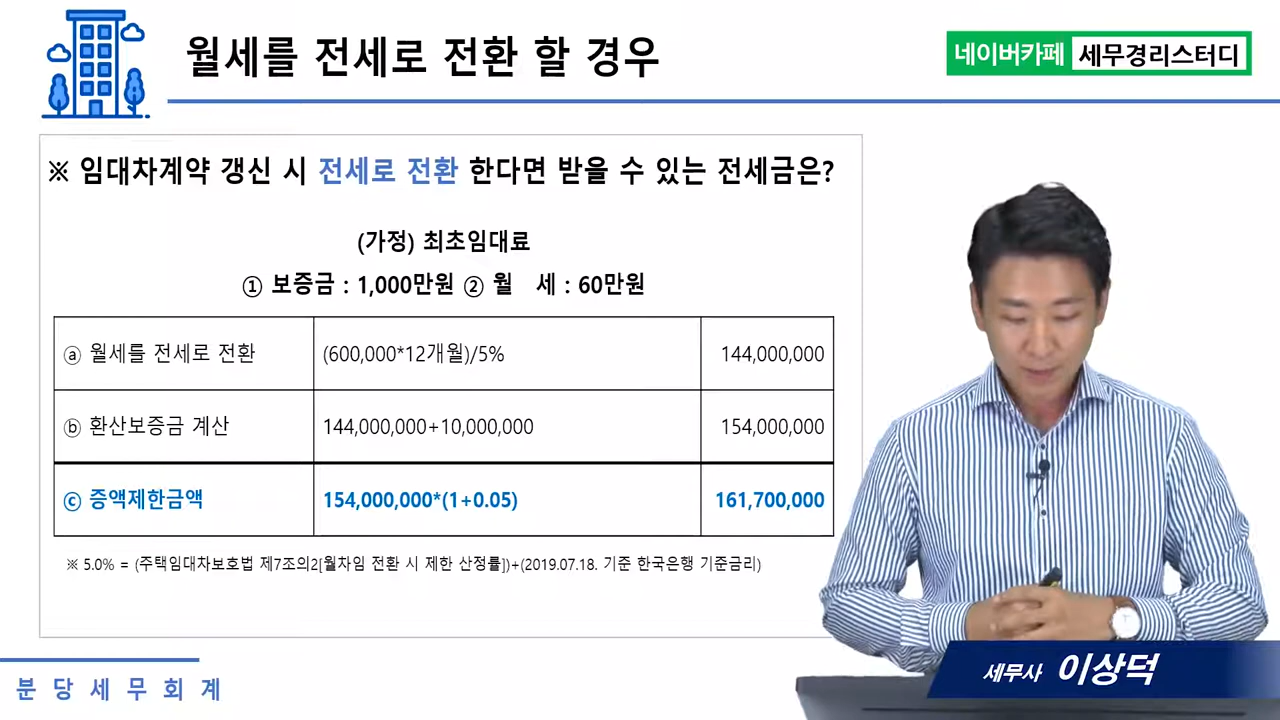 월세를 전세로 전환 할 경우
네이버카페 세무경리스터디
※ 임대차계약 갱신 시 전세로 전환 한다면 받을 수 있는 전세금은?
(가정) 최초임대료
① 보증금 : 1,000만원 ② 월 세 : 60만원
ⓐ 월세를 전세로 전환 (600,000*12개월)/5% 144,000,000
ⓑ 환산보증금 계산 144,000,000+10,000,000 154,000,000
ⓒ 증액제한금액 154,000,000*(1+0.05) 161,700,000
※ 5.0% = (주택임대차보호법 제7조의2[월차임 전환 시 제한 산정률])+(2019.07.18. 기준 한국은행 기준금리)
세무사 이상덕
분당세무회계